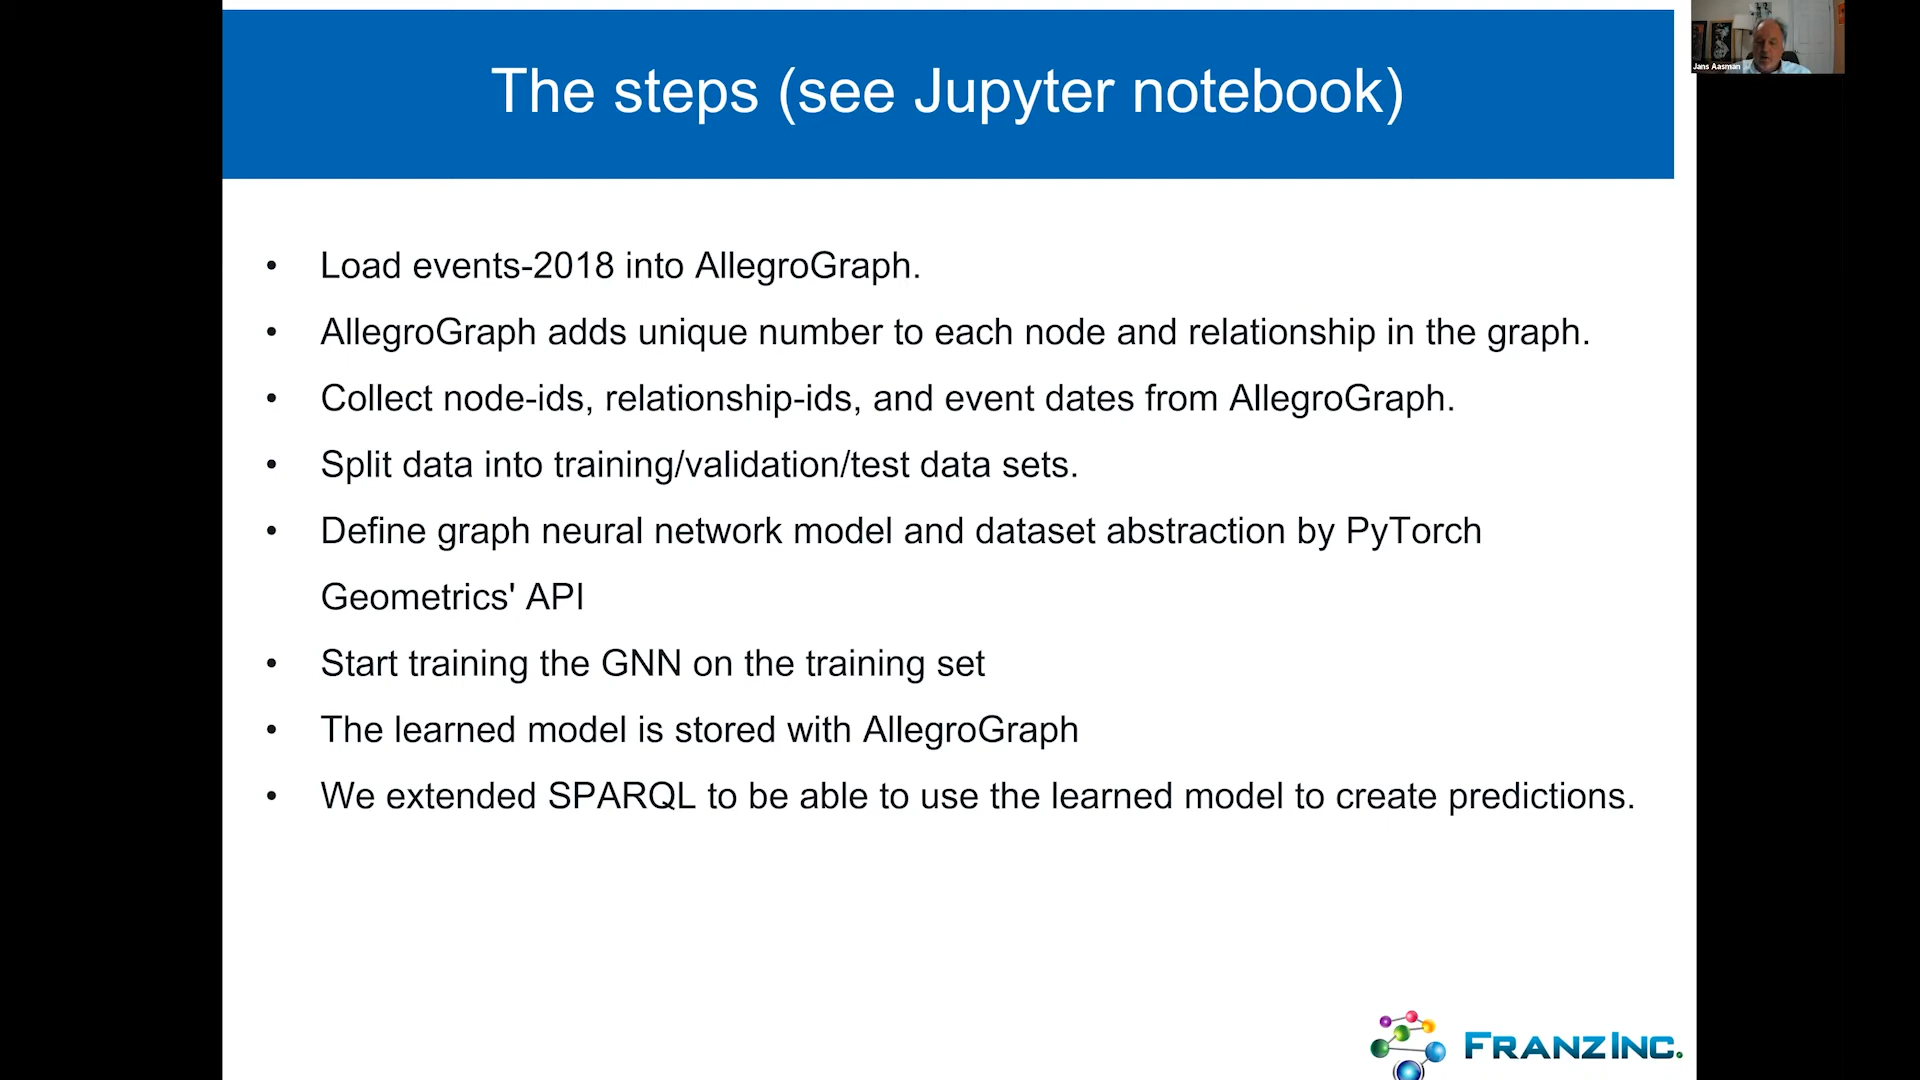 The steps (see Jupyter notebook)
Jans Aasman
• Load events-2018 into AllegroGraph.
• AllegroGraph adds unique number to each node and relationship in the graph.
• Collect node-ids, relationship-ids, and event dates from AllegroGraph.
• Split data into training/validation/test data sets.
• Define graph neural network model and dataset abstraction by PyTorch
Geometrics' API
• Start training the GNN on the training set
• The learned model is stored with AllegroGraph
• We extended SPARQL to be able to use the learned model to create predictions.
FRANZ INC.